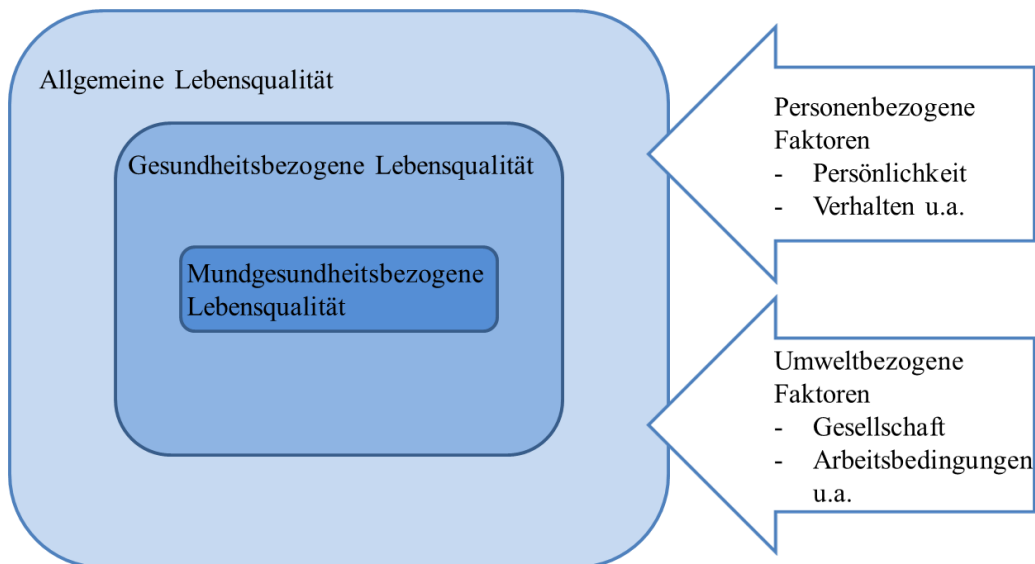 Allgemeine Lebensqualität
Gesundheitsbezogene Lebensqualität
Mundgesundheitsbezogene
Lebensqualität
Personenbezogene
Faktoren
- Persönlichkeit
- Verhalten u.a.
Umweltbezogene
Faktoren
- Gesellschaft
- Arbeitsbedingungen
u.a.